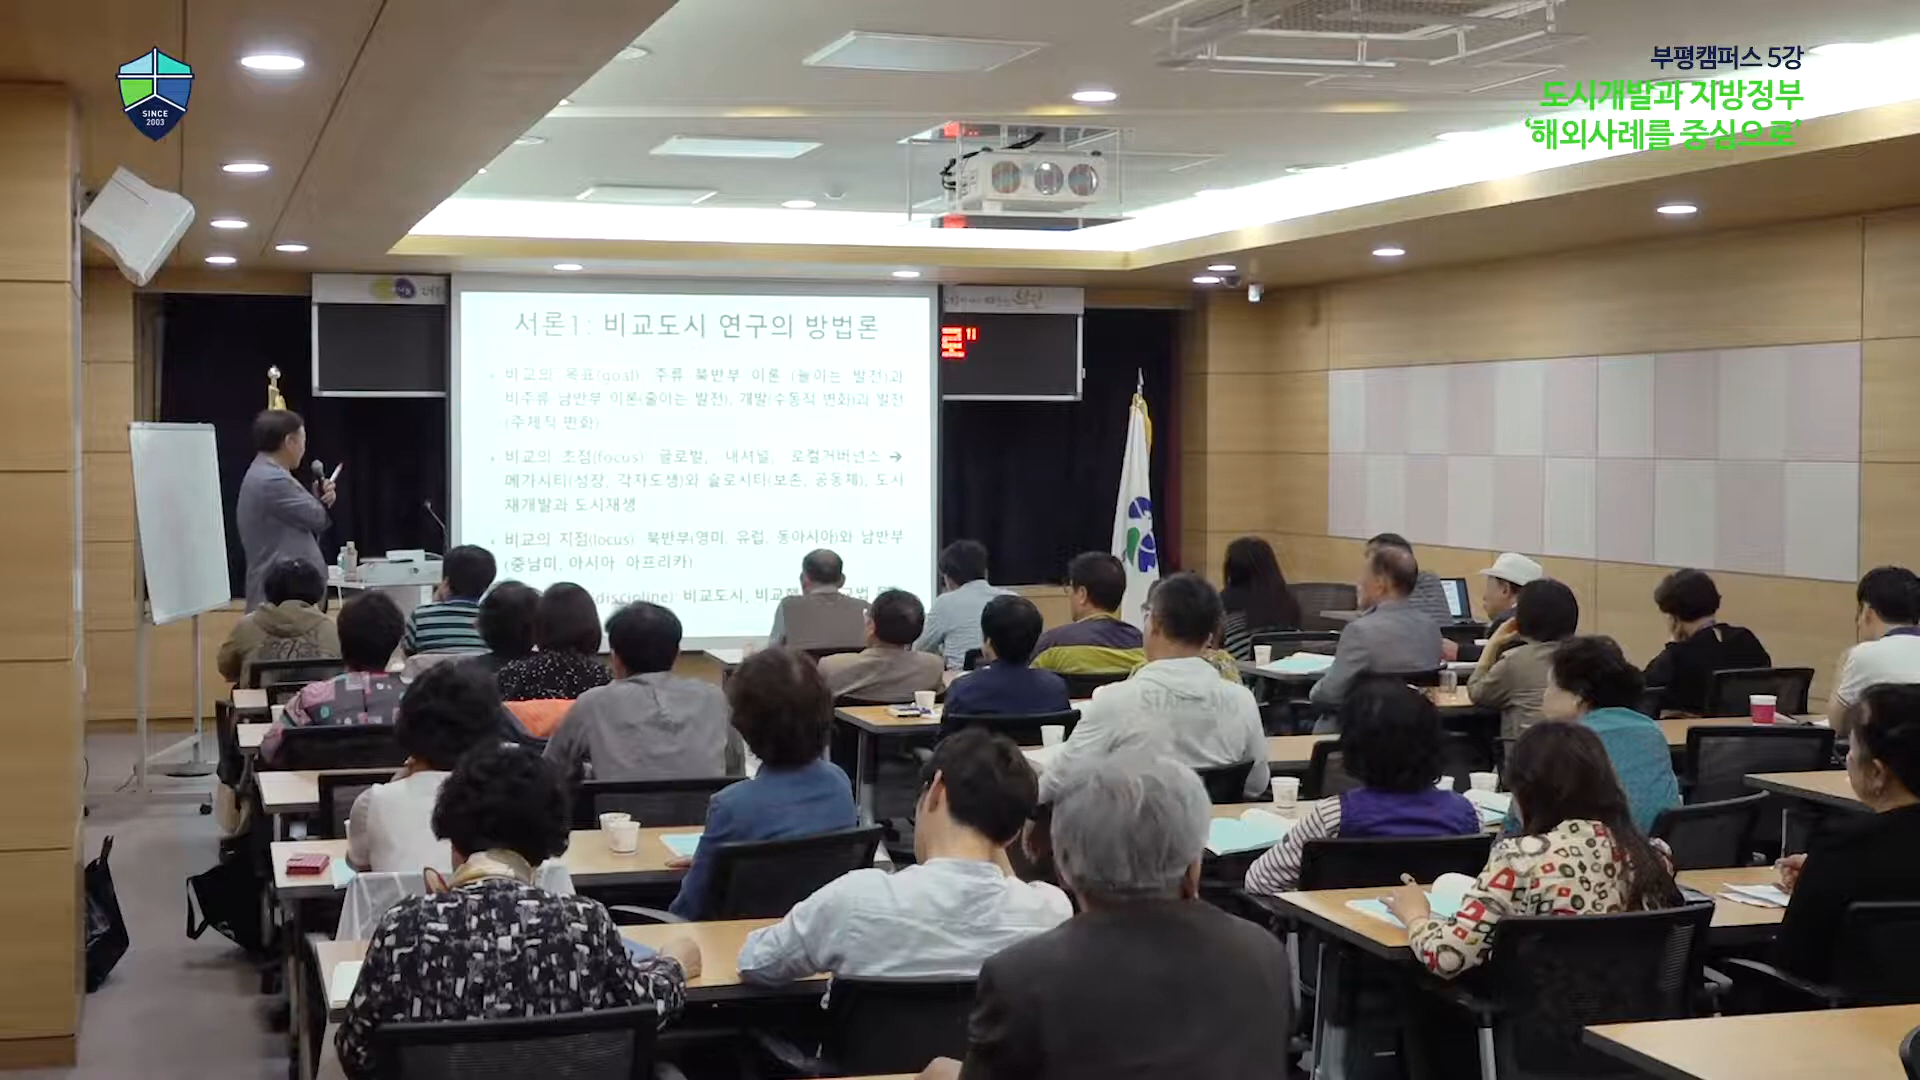 SINCE
2003
부평캠퍼스 5강
도시개발과 지방정부
‘해외사례를 중심으로’
서론1: 비교도시 연구의 방법론
비교의 목표(goal): 주류 북반부 이론 (늘이는 발전)과
비주류 남반부 이론(줄이는 발전), 개발(수동적 변화)과 발전
(주체적 변화)
비교의 초점(focus): 글로벌, 내셔널, 로컬거버넌스 →
메가시티(성장, 각자도생)와 슬로시티(보존, 공동체), 도시
재개발과 도시재생
비교의 지점(locus): 북반부(영미, 유럽, 동아시아)와 남반부
(중남미, 아시아 아프리카)
discipline): 비교도시, 비교행
로